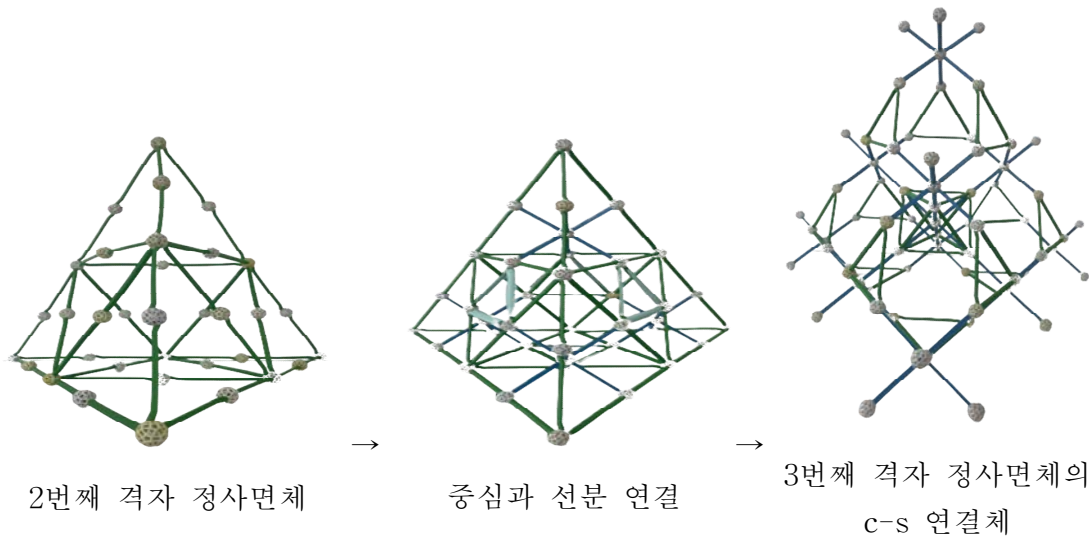 →
→
2번째 격자 정사면체
중심과 선분 연결
3번째 격자 정사면체의
c-s 연결체